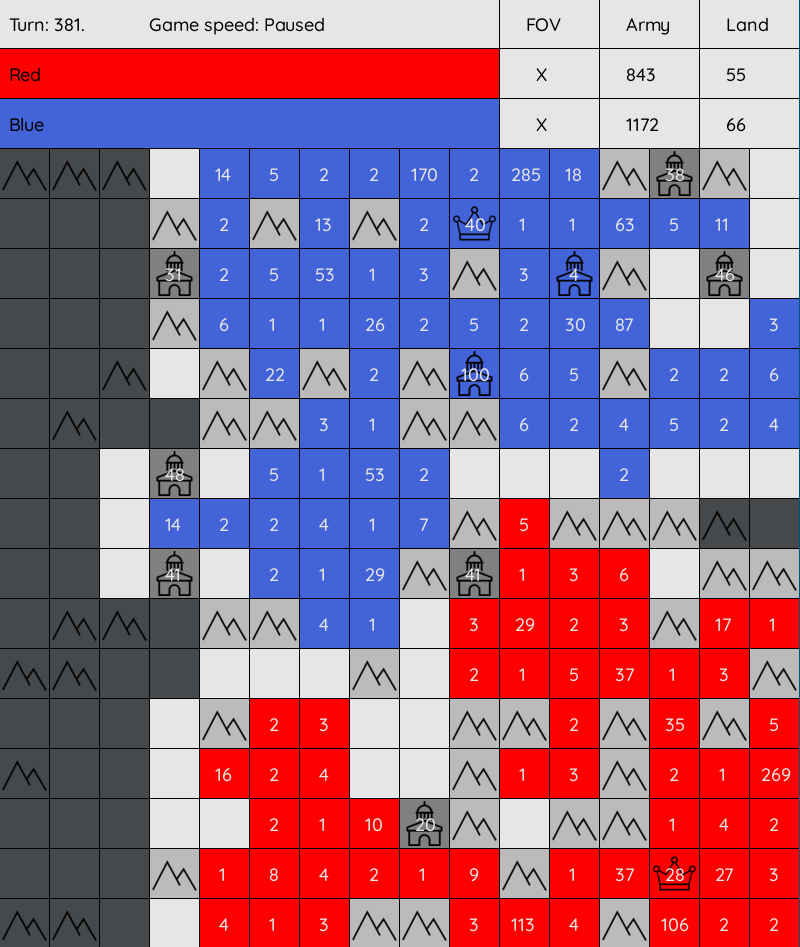 Turn: 381. Game speed: Paused FOV Army Land
Red X 843 55
Blue X 1172 66
14 5 2 2 170 2 285 18 38
2 13 2 40 1 1 63 5 11
31 2 5 53 1 3 3 4 46
6 1 1 26 2 5 2 30 87 3
22 2 100 6 5 2 2 6
3 1 6 2 4 5 2 4
48 5 1 53 2 2
14 2 2 4 1 7 5
41 2 1 29 41 1 3 6
4 1 3 29 2 3 17 1
2 1 5 37 1 3
2 3 2 35 5
16 2 4 1 3 2 1 269
2 1 10 20 1 4 2
1 8 4 2 1 9 1 37 28 27 3
4 1 3 3 113 4 106 2 2